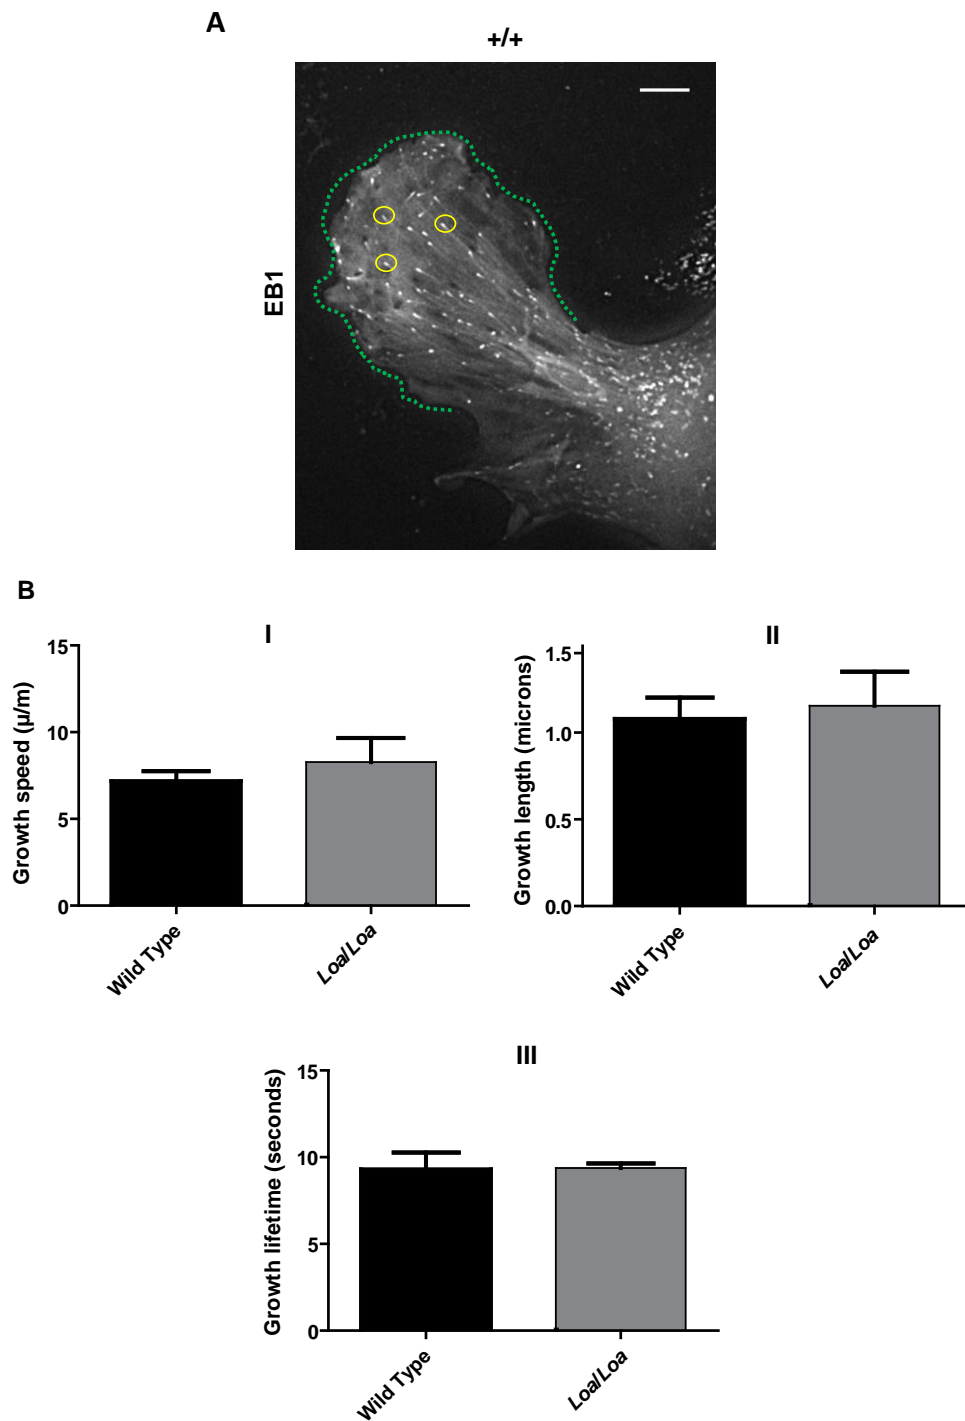 A
+/+
EB1
B
I
Growth speed (μ/m)
15
10
5
0
Wild Type
Loa/Loa
II
Growth length (microns)
1.5
1.0
0.5
0.0
Wild Type
Loa/Loa
III
Growth lifetime (seconds)
15
10
5
0
Wild Type
Loa/Loa